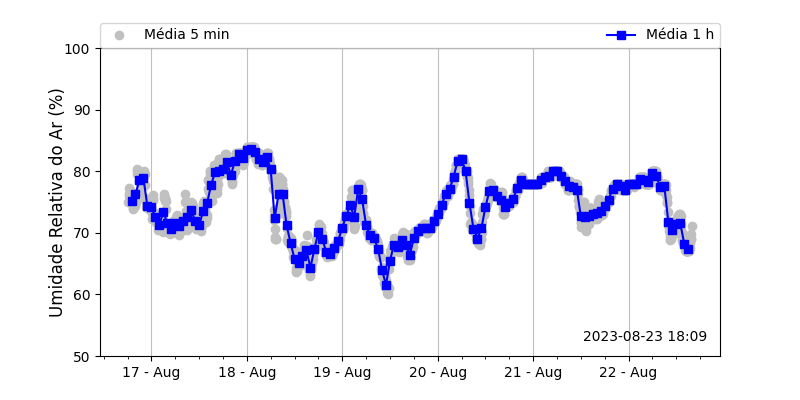 Média 5 min
Média 1 h
Umidade Relativa do Ar (%)
100
90
80
70
60
50
2023-08-23 18:09
17 - Aug
18 - Aug
19 - Aug
20 - Aug
21 - Aug
22 - Aug